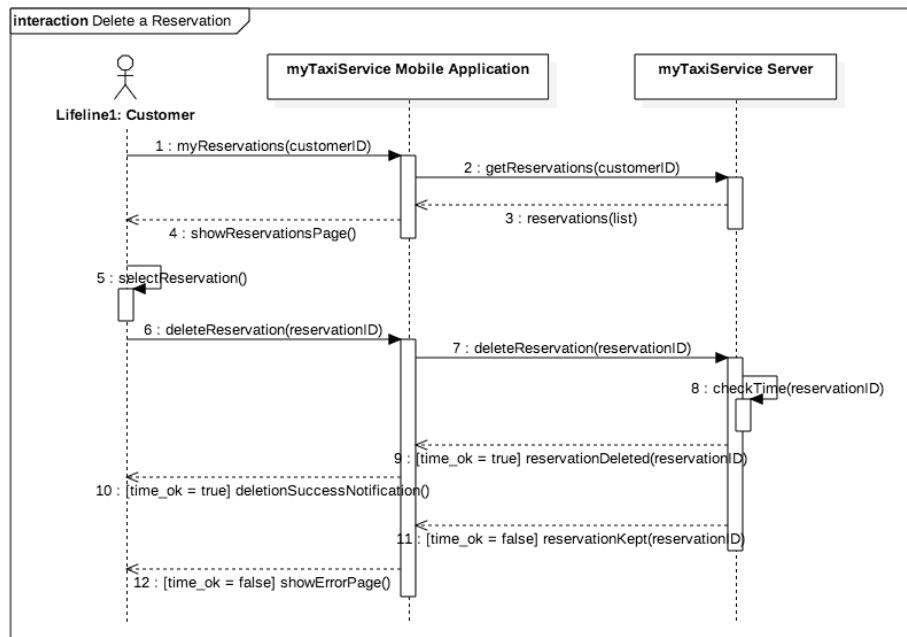 interaction Delete a Reservation
myTaxiService Mobile Application
myTaxiService Server
Lifeline1: Customer
1 : myReservations(customerID)
2 : getReservations(customerID)
3 : reservations(list)
4 : showReservationsPage()
5 : selectReservation()
6 : deleteReservation(reservationID)
7 : deleteReservation(reservationID)
8 : checkTime(reservationID)
9 : [time_ok = true] reservationDeleted(reservationID)
10 : [time_ok = true] deletionSuccessNotification()
11 : [time_ok = false] reservationKept(reservationID)
12 : [time_ok = false] showErrorPage()